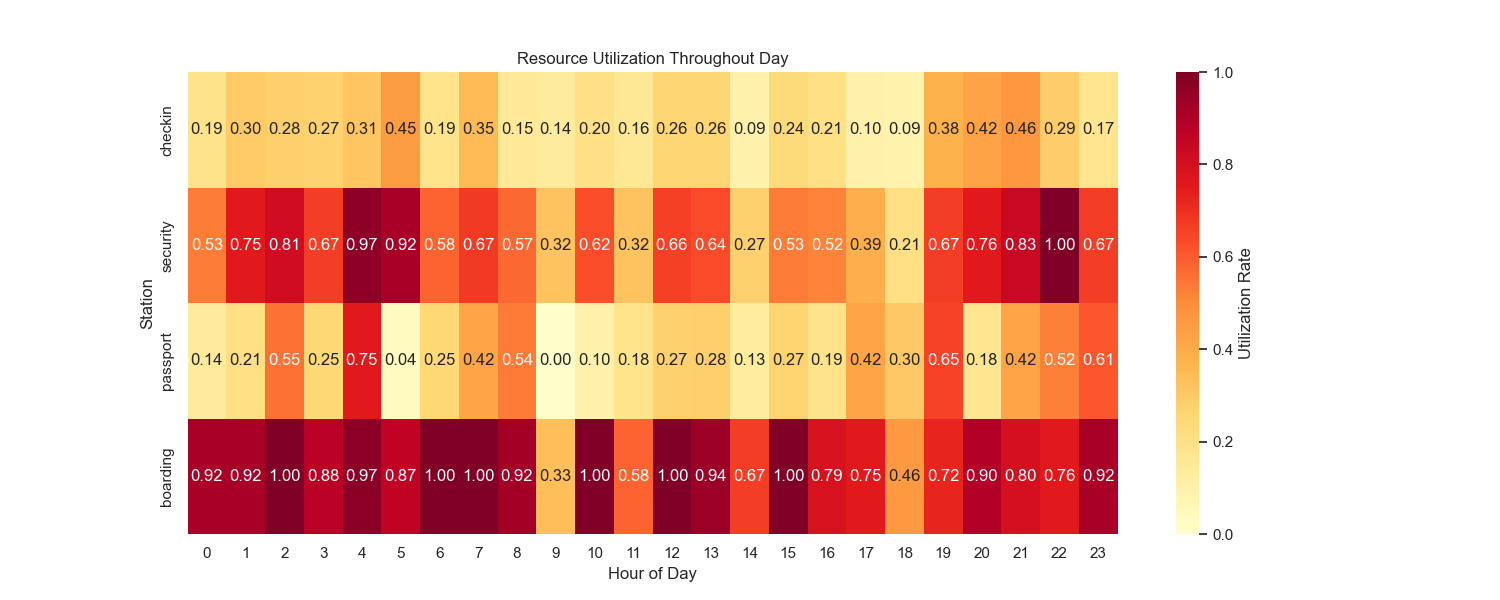 Resource Utilization Throughout Day
Station
checkin
0.19 0.30 0.28 0.27 0.31 0.45 0.19 0.35 0.15 0.14 0.20 0.16 0.26 0.26 0.09 0.24 0.21 0.10 0.09 0.38 0.42 0.46 0.29 0.17
security
0.53 0.75 0.81 0.67 0.97 0.92 0.58 0.67 0.57 0.32 0.62 0.32 0.66 0.64 0.27 0.53 0.52 0.39 0.21 0.67 0.76 0.83 1.00 0.67
passport
0.14 0.21 0.55 0.25 0.75 0.04 0.25 0.42 0.54 0.00 0.10 0.18 0.27 0.28 0.13 0.27 0.19 0.42 0.30 0.65 0.18 0.42 0.52 0.61
boarding
0.92 0.92 1.00 0.88 0.97 0.87 1.00 1.00 0.92 0.33 1.00 0.58 1.00 0.94 0.67 1.00 0.79 0.75 0.46 0.72 0.90 0.80 0.76 0.92
0 1 2 3 4 5 6 7 8 9 10 11 12 13 14 15 16 17 18 19 20 21 22 23
Hour of Day
1.0
0.8
0.6
0.4
0.2
0.0
Utilization Rate